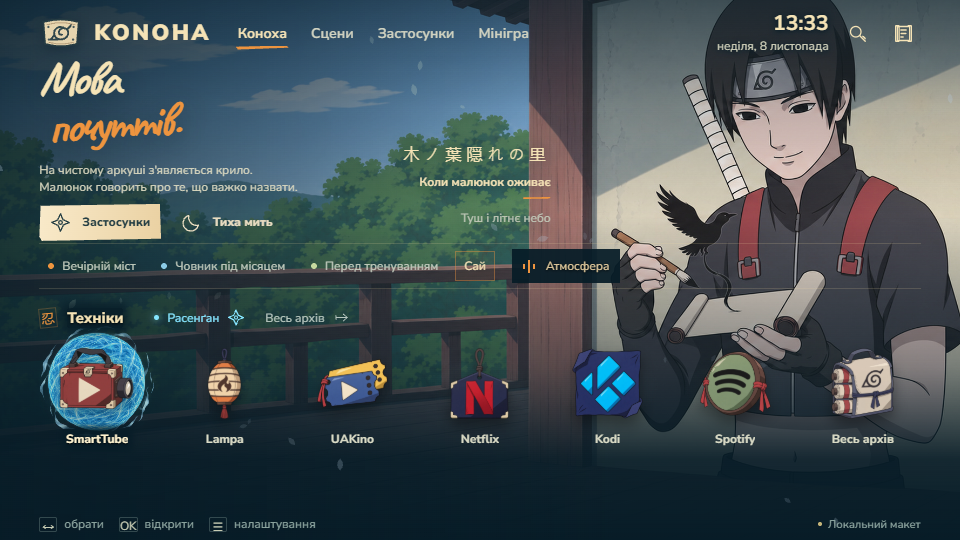 KONOHA
Коноха
Сцени
Застосунки
Мінігра
13:33
неділя, 8 листопада
Мова
почуттів.
木ノ葉隠れの里
На чистому аркуші з'являється крило.
Малюнок говорить про те, що важко назвати.
Коли малюнок оживає
Туш і літнє небо
Застосунки
Тиха мить
Вечірній міст
Човник під місяцем
Перед тренуванням
Сай
Атмосфера
忍 Техніки
Расенґан
Весь архів
SmartTube
Lampa
UAKino
Netflix
Kodi
Spotify
Весь архів
↔ обрати
OK відкрити
☰ налаштування
Локальний макет